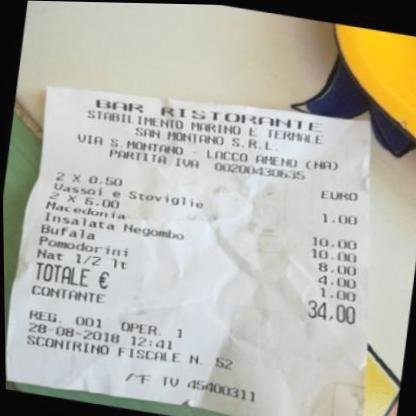 BAR RISTORANTE
STABILIMENTO MARINO E TERMALE
SAN MONTANO S.R.L.
VIA S.MONTANO - LACCO AMENO (NA)
PARTITA IVA 00200430635
EURO
2 X 0.50
Vassoi e Stoviglie 1.00
2 X 5.00
Macedonia 10.00
Insalata Negombo 10.00
Bufala 8.00
Pomodorini 4.00
Nat 1/2 lt 1.00
TOTALE € 34,00
CONTANTE
REG. 001 OPER. 1
28-08-2018 12:41
SCONTRINO FISCALE N. 52
/F TV 45400311